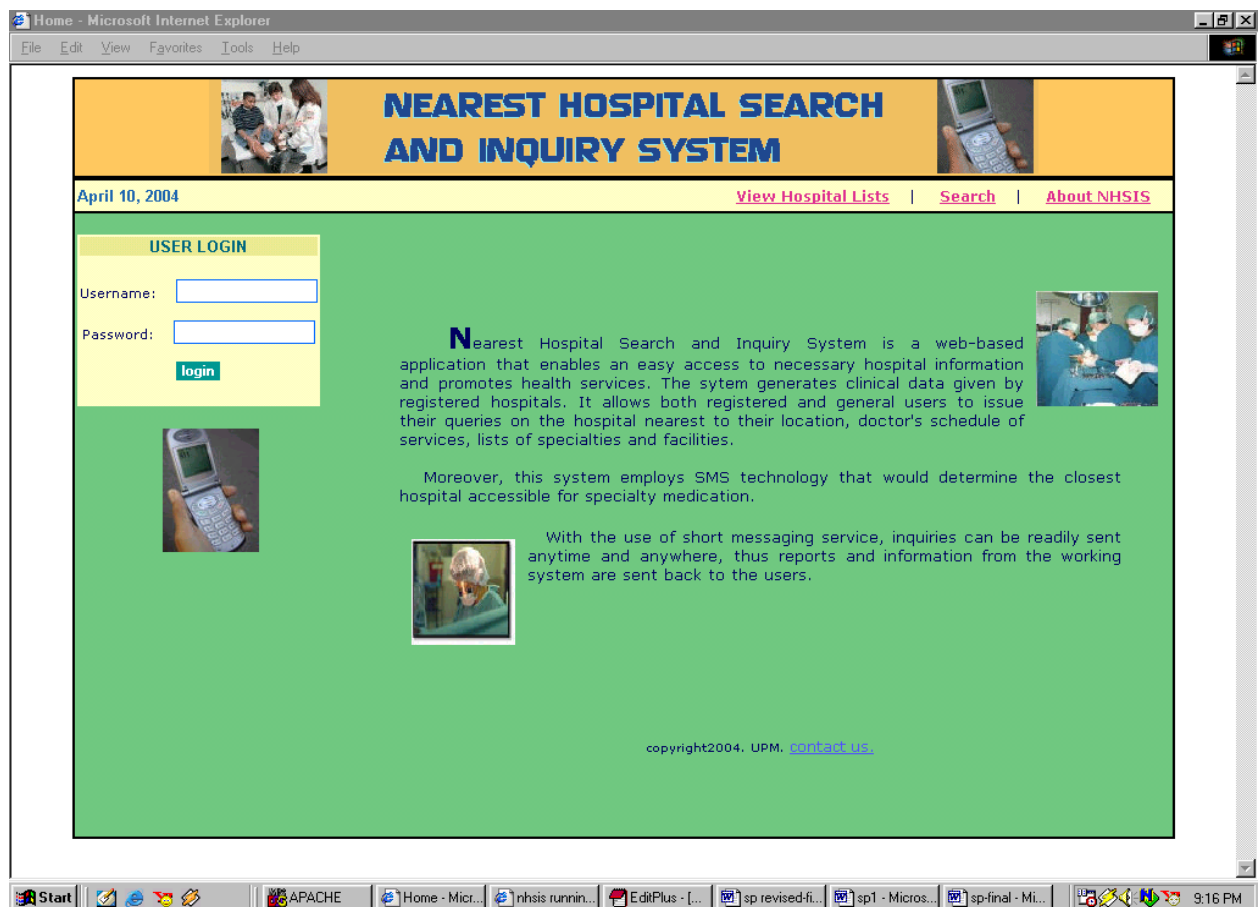 Home - Microsoft Internet Explorer
File Edit View Favorites Tools Help
NEAREST HOSPITAL SEARCH
AND INQUIRY SYSTEM
April 10, 2004
View Hospital Lists | Search | About NHSIS
USER LOGIN
Username:
Password:
login
Nearest Hospital Search and Inquiry System is a web-based
application that enables an easy access to necessary hospital information
and promotes health services. The sytem generates clinical data given by
registered hospitals. It allows both registered and general users to issue
their queries on the hospital nearest to their location, doctor's schedule of
services, lists of specialties and facilities.
Moreover, this system employs SMS technology that would determine the closest
hospital accessible for specialty medication.
With the use of short messaging service, inquiries can be readily sent
anytime and anywhere, thus reports and information from the working
system are sent back to the users.
copyright2004. UPM. contact us.
Start APACHE Home - Micr... nhsis runnin... EditPlus - [... sp revised-fi... sp1 - Micros... sp-final - Mi... 9:16 PM